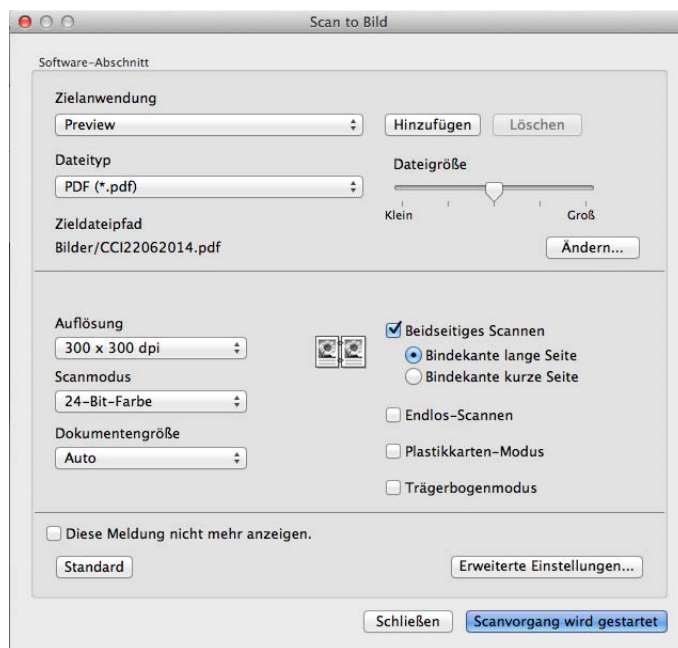 Scan to Bild
Software-Abschnitt
Zielanwendung
Preview
Hinzufügen
Löschen
Dateityp
PDF (*.pdf)
Dateigröße
Klein
Groß
Zieldateipfad
Bilder/CCI22062014.pdf
Ändern...
Auflösung
300 x 300 dpi
Scanmodus
24-Bit-Farbe
Dokumentengröße
Auto
Beidseitiges Scannen
Bindekante lange Seite
Bindekante kurze Seite
Endlos-Scannen
Plastikkarten-Modus
Trägerbogenmodus
Diese Meldung nicht mehr anzeigen.
Standard
Erweiterte Einstellungen...
Schließen
Scanvorgang wird gestartet